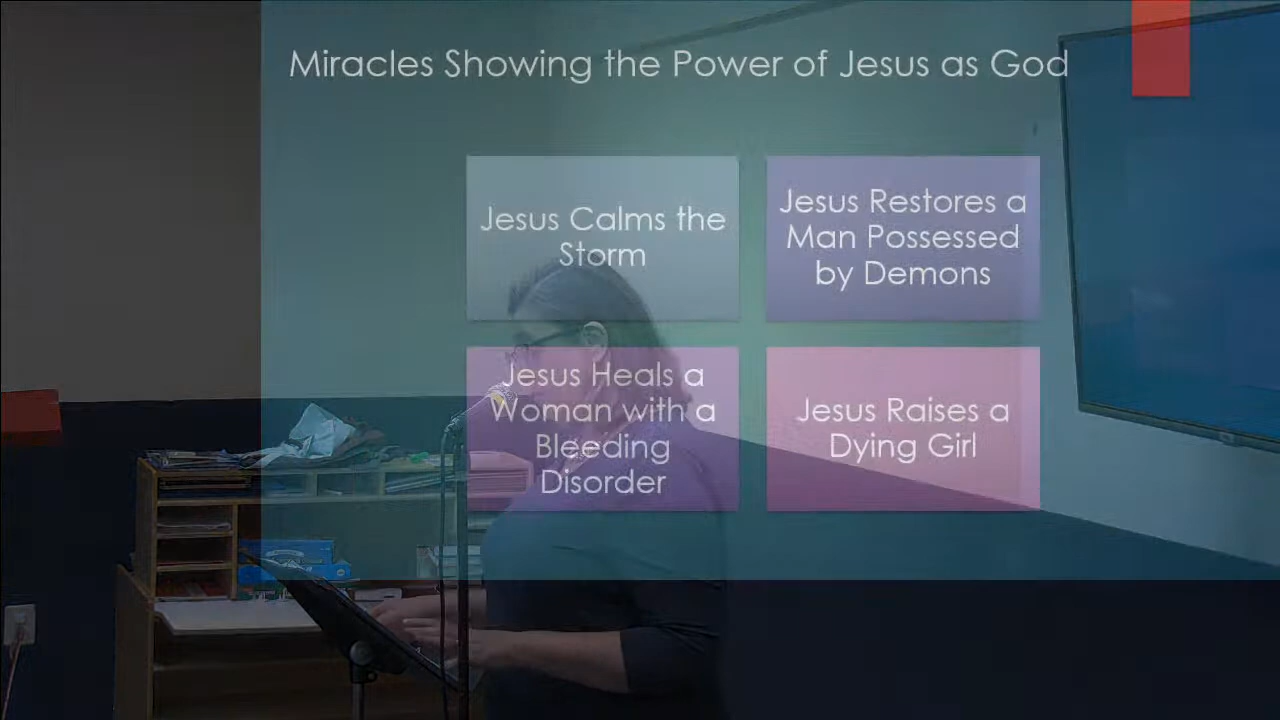 Miracles Showing the Power of Jesus as God
Jesus Calms the
Storm
Jesus Restores a
Man Possessed
by Demons
Jesus Heals a
Woman with a
Bleeding
Disorder
Jesus Raises a
Dying Girl